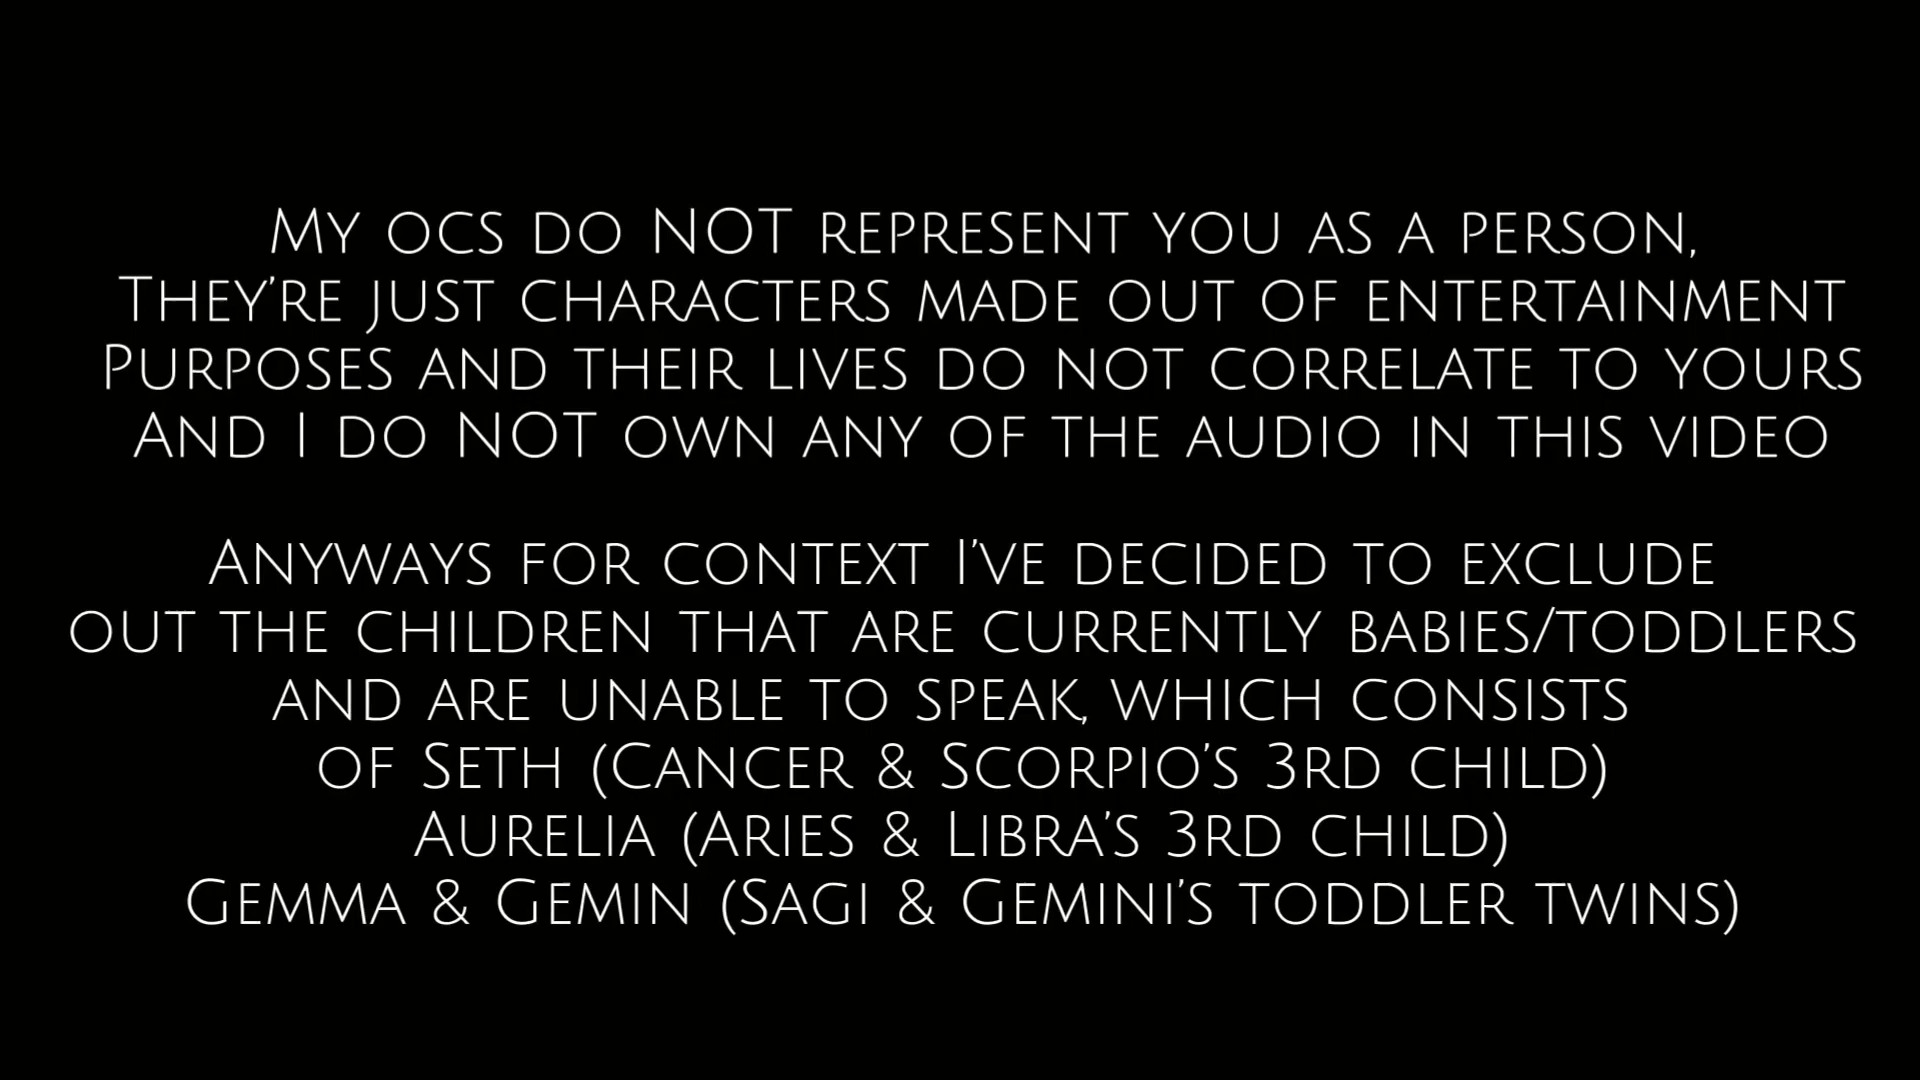 My ocs do NOT represent you as a person,
They're just characters made out of entertainment
Purposes and their lives do not correlate to yours
And I do NOT own any of the audio in this video
Anyways for context I've decided to exclude
out the children that are currently babies/toddlers
and are unable to speak, which consists
of Seth (Cancer & Scorpio's 3rd child)
Aurelia (Aries & Libra's 3rd child)
Gemma & Gemin (Sagi & Gemini's toddler twins)